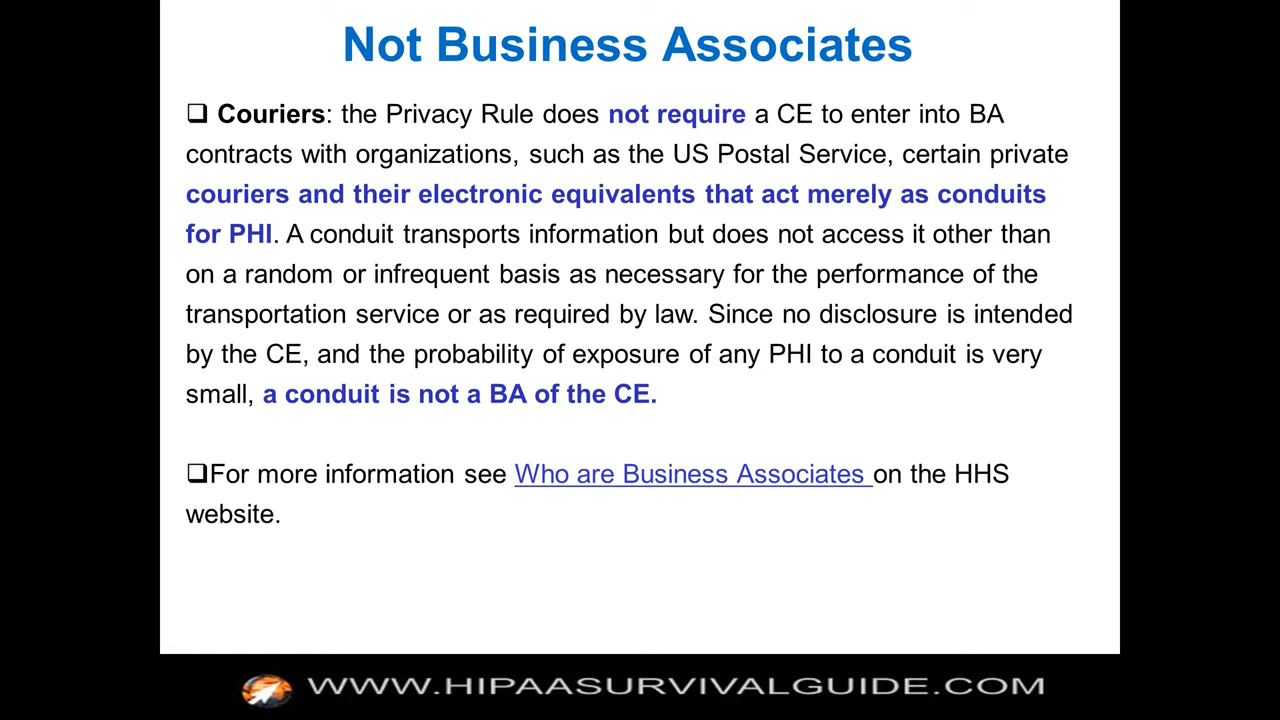 Not Business Associates
❑ Couriers: the Privacy Rule does not require a CE to enter into BA
contracts with organizations, such as the US Postal Service, certain private
couriers and their electronic equivalents that act merely as conduits
for PHI. A conduit transports information but does not access it other than
on a random or infrequent basis as necessary for the performance of the
transportation service or as required by law. Since no disclosure is intended
by the CE, and the probability of exposure of any PHI to a conduit is very
small, a conduit is not a BA of the CE.
❑For more information see Who are Business Associates on the HHS
website.
WWW.HIPAASURVIVALGUIDE.COM